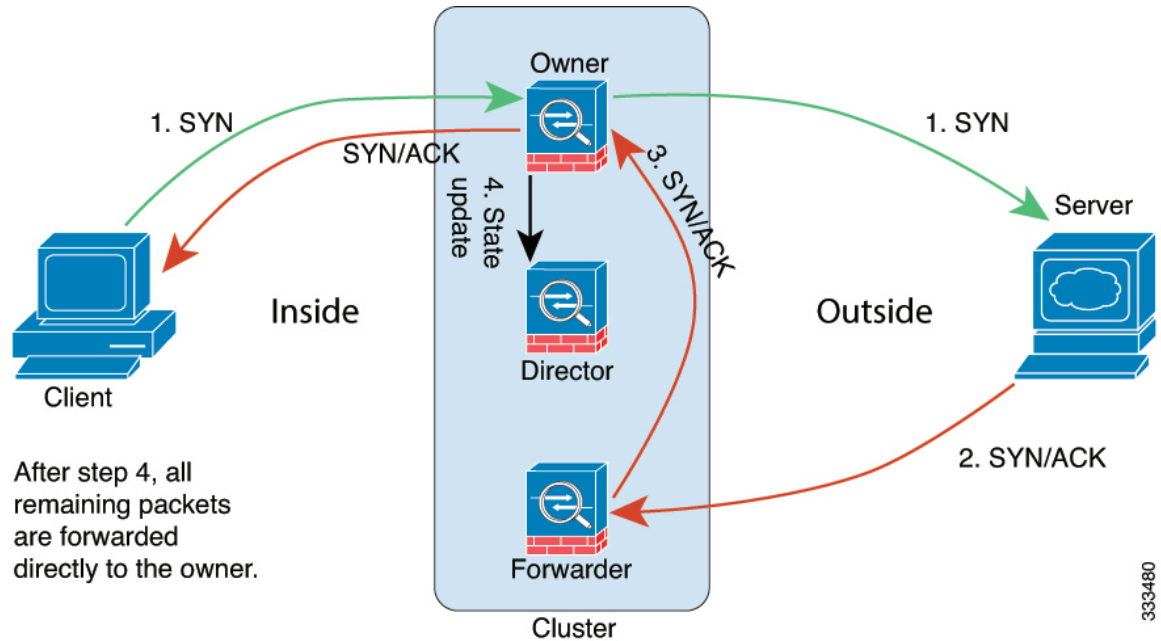 Owner
1. SYN
1. SYN
SYN/ACK
3. SYN/ACK
4. State
update
Server
Inside
Outside
Director
Client
2. SYN/ACK
After step 4, all
remaining packets
are forwarded
directly to the owner.
Forwarder
Cluster
333480